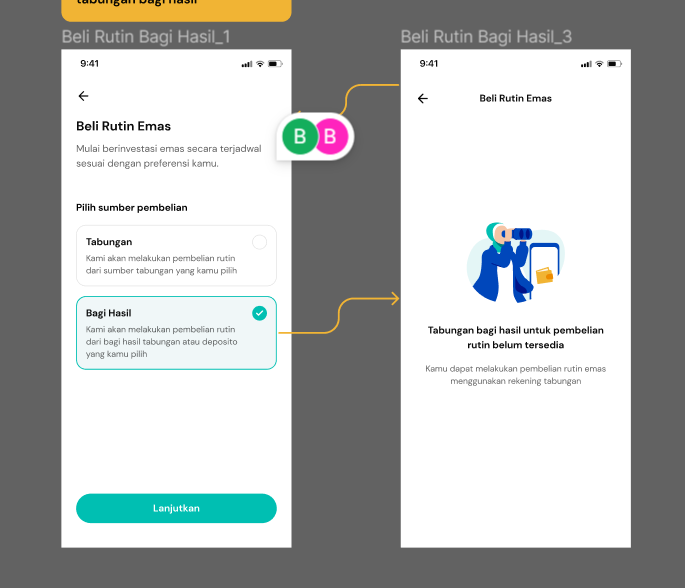 tabungan bagi hasil
Beli Rutin Bagi Hasil_1
9:41
Beli Rutin Emas
Mulai berinvestasi emas secara terjadwal
sesuai dengan preferensi kamu.
Pilih sumber pembelian
Tabungan
Kami akan melakukan pembelian rutin
dari sumber tabungan yang kamu pilih
Bagi Hasil
Kami akan melakukan pembelian rutin
dari bagi hasil tabungan atau deposito
yang kamu pilih
Lanjutkan
B B
Beli Rutin Bagi Hasil_3
9:41
Beli Rutin Emas
Tabungan bagi hasil untuk pembelian
rutin belum tersedia
Kamu dapat melakukan pembelian rutin emas
menggunakan rekening tabungan